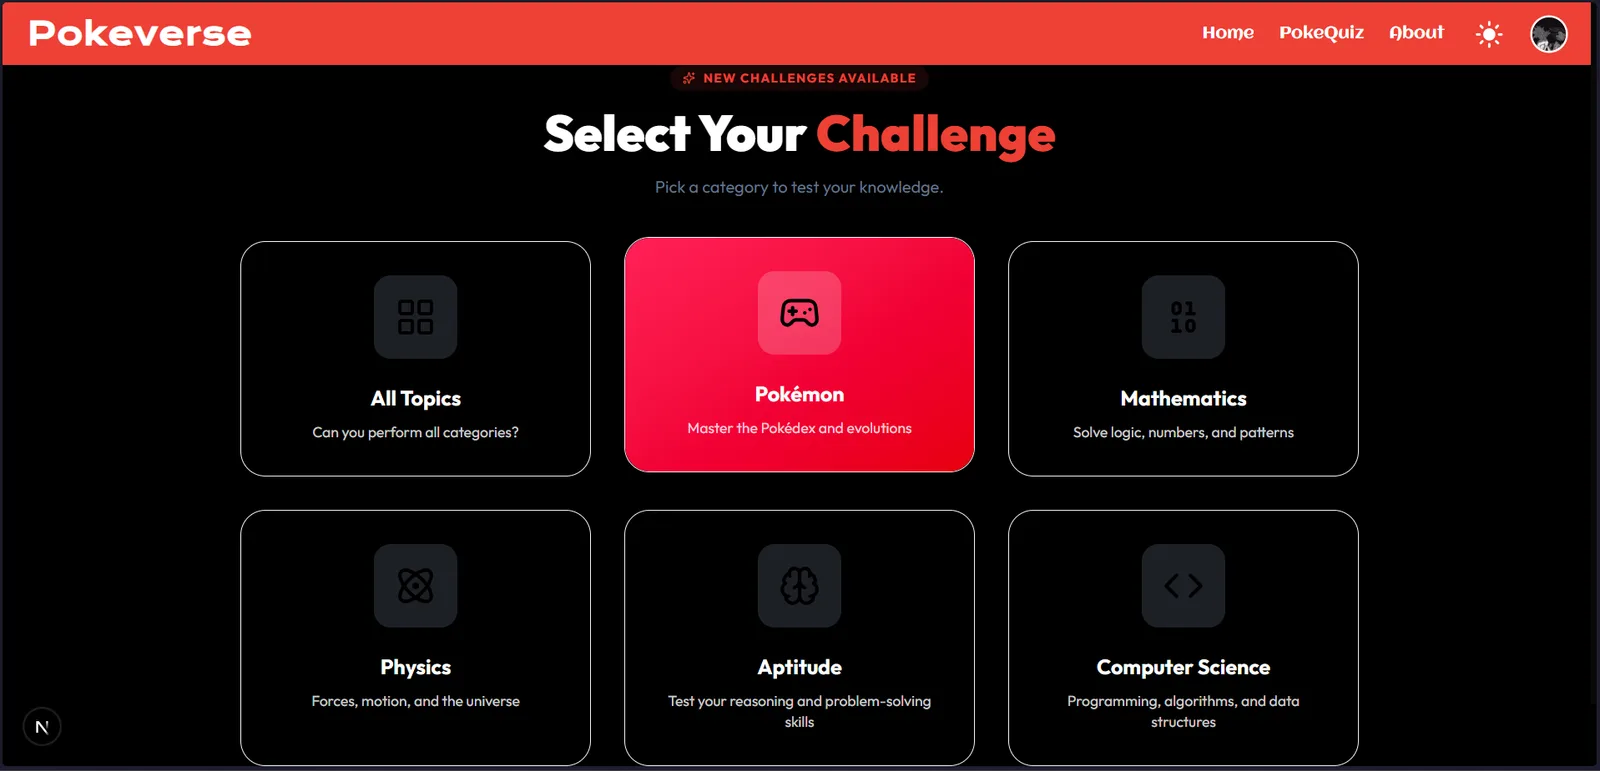 Pokeverse
Home PokeQuiz About
NEW CHALLENGES AVAILABLE
Select Your Challenge
Pick a category to test your knowledge.
All Topics
Can you perform all categories?
Pokémon
Master the Pokédex and evolutions
01
10
Mathematics
Solve logic, numbers, and patterns
Physics
Forces, motion, and the universe
Aptitude
Test your reasoning and problem-solving
skills
Computer Science
Programming, algorithms, and data
structures
N